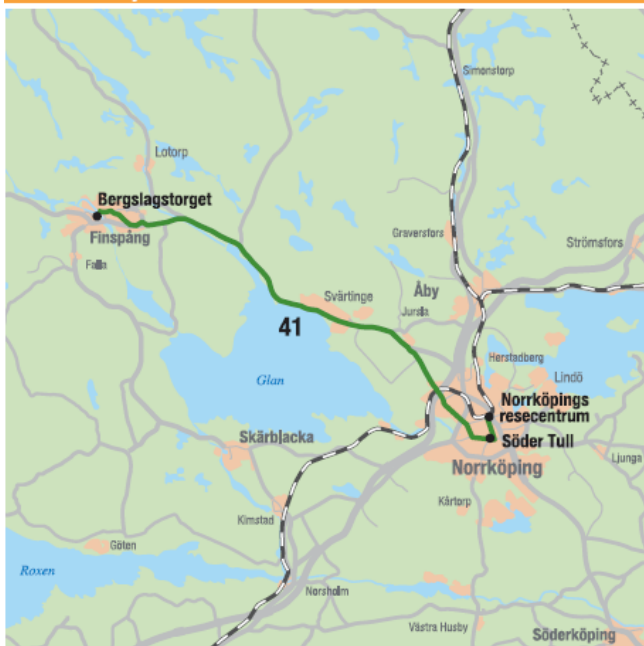 Simonstorp
Lotorp
Bergslagstorget
Finspång
Falla
Graversfors
Strömsfors
Åby
Svärtinge
Jursla
41
Herstadberg
Lindö
Glan
Norrköpings
resecentrum
Söder Tull
Skärblacka
Norrköping
Ljunga
Kårtorp
Kimstad
Göten
Roxen
Norsholm
Västra Husby
Söderköping